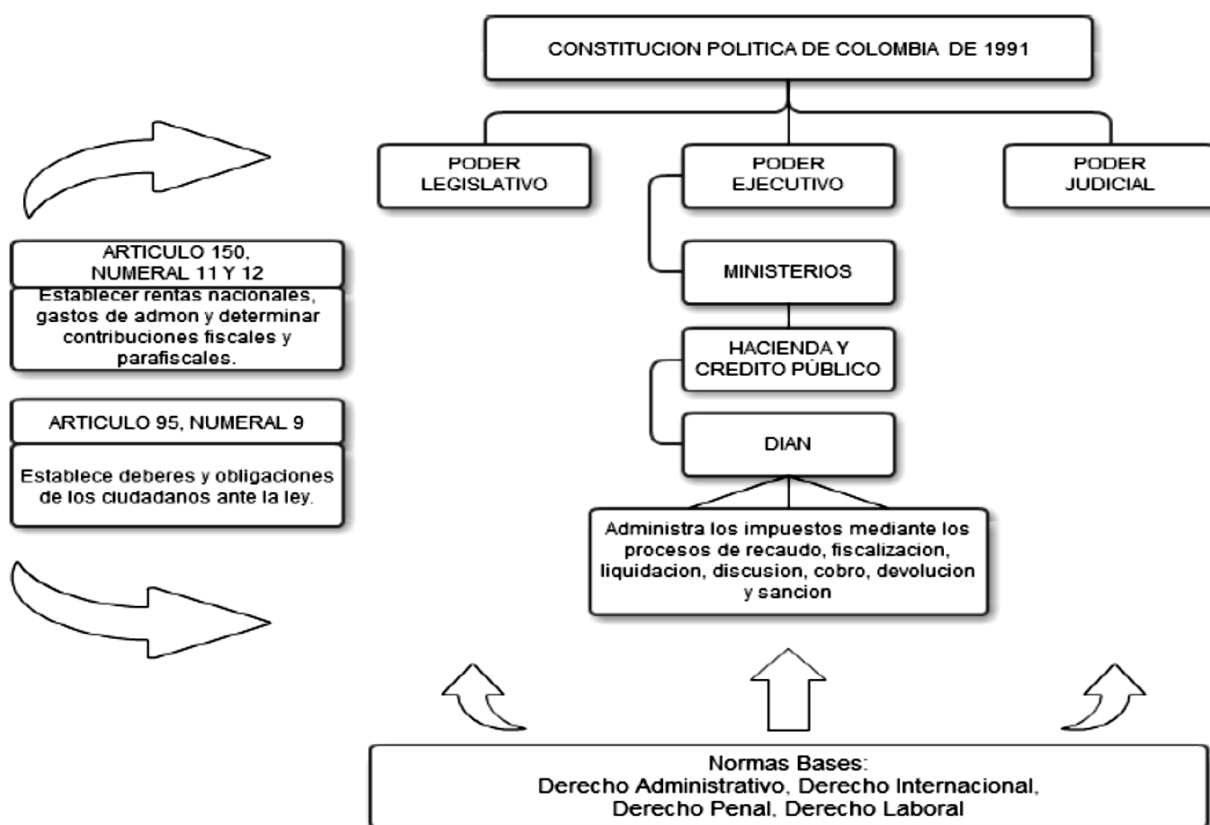 CONSTITUCION POLITICA DE COLOMBIA DE 1991
PODER
LEGISLATIVO
PODER
EJECUTIVO
PODER
JUDICIAL
ARTICULO 150,
NUMERAL 11 Y 12
Establecer rentas nacionales,
gastos de admon y determinar
contribuciones fiscales y
parafiscales.
ARTICULO 95, NUMERAL 9
Establece deberes y obligaciones
de los ciudadanos ante la ley.
MINISTERIOS
HACIENDA Y
CREDITO PÚBLICO
DIAN
Administra los impuestos mediante los
procesos de recaudo, fiscalizacion,
liquidacion, discusion, cobro, devolucion
y sancion
Normas Bases:
Derecho Administrativo, Derecho Internacional,
Derecho Penal, Derecho Laboral